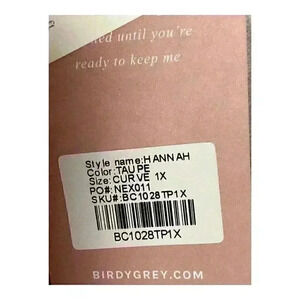 until you're
ready to keep me
Style name:HANNAH
Color:TAUPE
Size:CURVE 1X
PO#:NEX011
SKU#:BC1028TP1X
BC1028TP1X
BIRDYGREY.COM